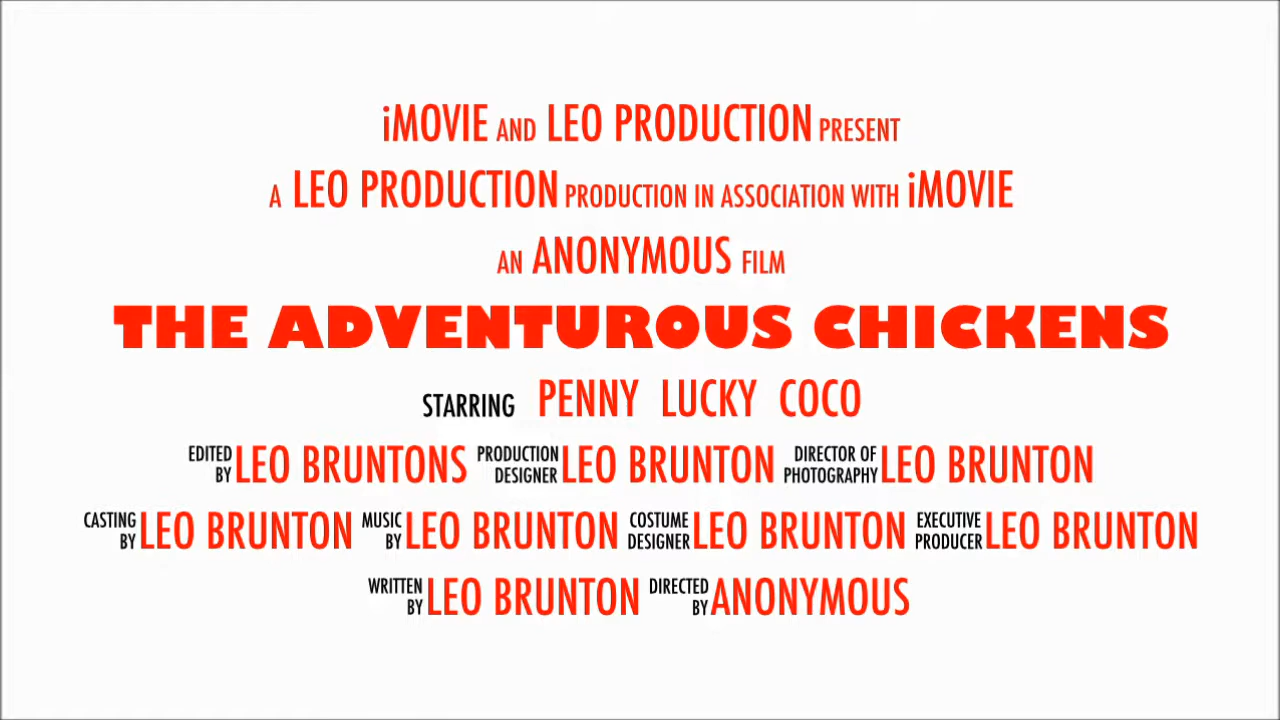 iMOVIE AND LEO PRODUCTION PRESENT
A LEO PRODUCTION PRODUCTION IN ASSOCIATION WITH iMOVIE
AN ANONYMOUS FILM
THE ADVENTUROUS CHICKENS
STARRING PENNY LUCKY COCO
EDITED BY LEO BRUNTONS PRODUCTION DESIGNER LEO BRUNTON DIRECTOR OF PHOTOGRAPHY LEO BRUNTON
CASTING BY LEO BRUNTON MUSIC BY LEO BRUNTON COSTUME DESIGNER LEO BRUNTON EXECUTIVE PRODUCER LEO BRUNTON
WRITTEN BY LEO BRUNTON DIRECTED BY ANONYMOUS